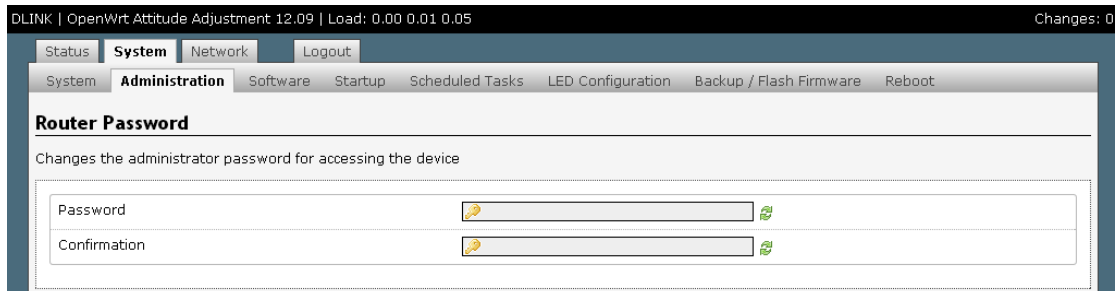 DLINK | OpenWrt Attitude Adjustment 12.09 | Load: 0.00 0.01 0.05 Changes: 0
Status System Network Logout
System Administration Software Startup Scheduled Tasks LED Configuration Backup / Flash Firmware Reboot
Router Password
Changes the administrator password for accessing the device
Password
Confirmation